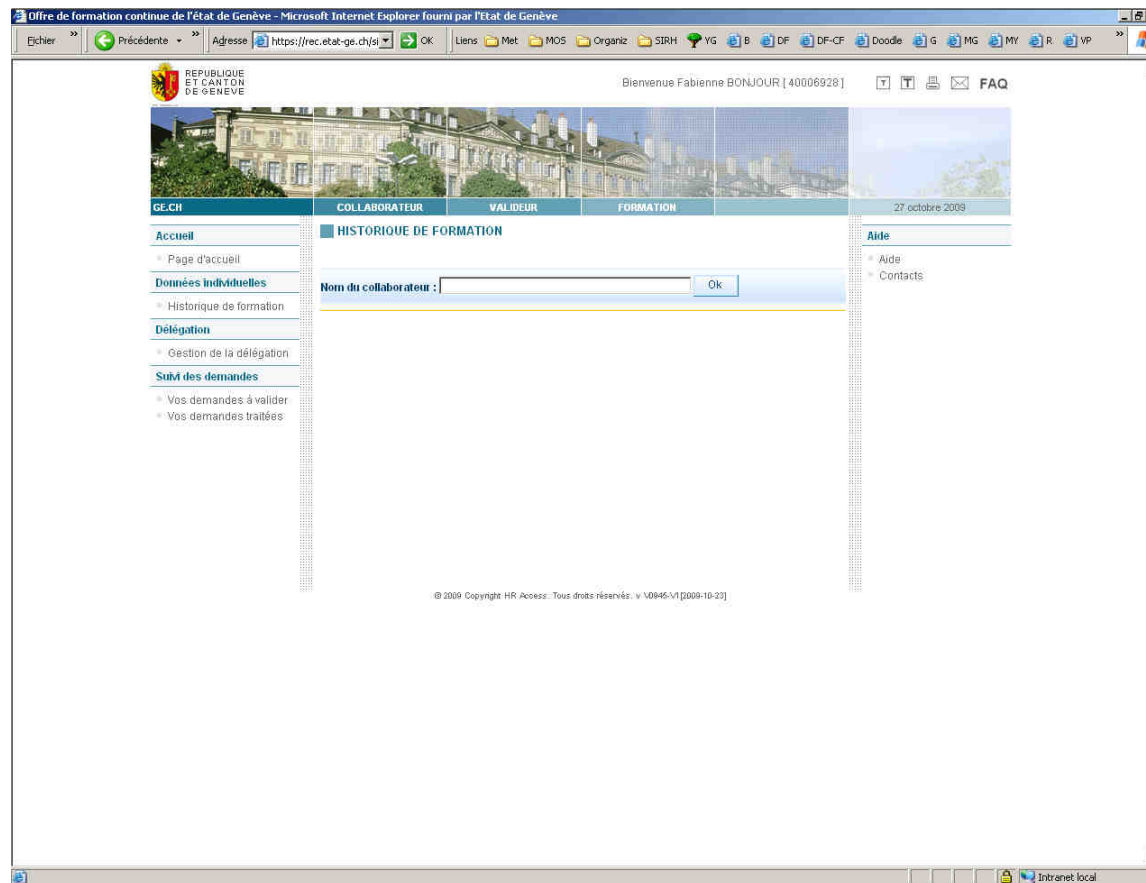 Offre de formation continue de l'état de Genève - Microsoft Internet Explorer fourni par l'Etat de Genève
Fichier » Précédente » Adresse https://rec.etat-ge.ch/si OK Liens Met MOS Organiz SIRH YG B DF DF-CF Doodle G MG MY R VP »
REPUBLIQUE
ET CANTON
DE GENEVE
Bienvenue Fabienne BONJOUR [ 40006928 ]
T T FAQ
GE.CH COLLABORATEUR VALIDEUR FORMATION 27 octobre 2009
Accueil
Page d'accueil
Données individuelles
Historique de formation
Délégation
Gestion de la délégation
Suivi des demandes
Vos demandes à valider
Vos demandes traitées
HISTORIQUE DE FORMATION
Nom du collaborateur : Ok
Aide
Aide
Contacts
© 2009 Copyright HR Access. Tous droits réservés. v V0945-V1 [2009-10-23]
Intranet local